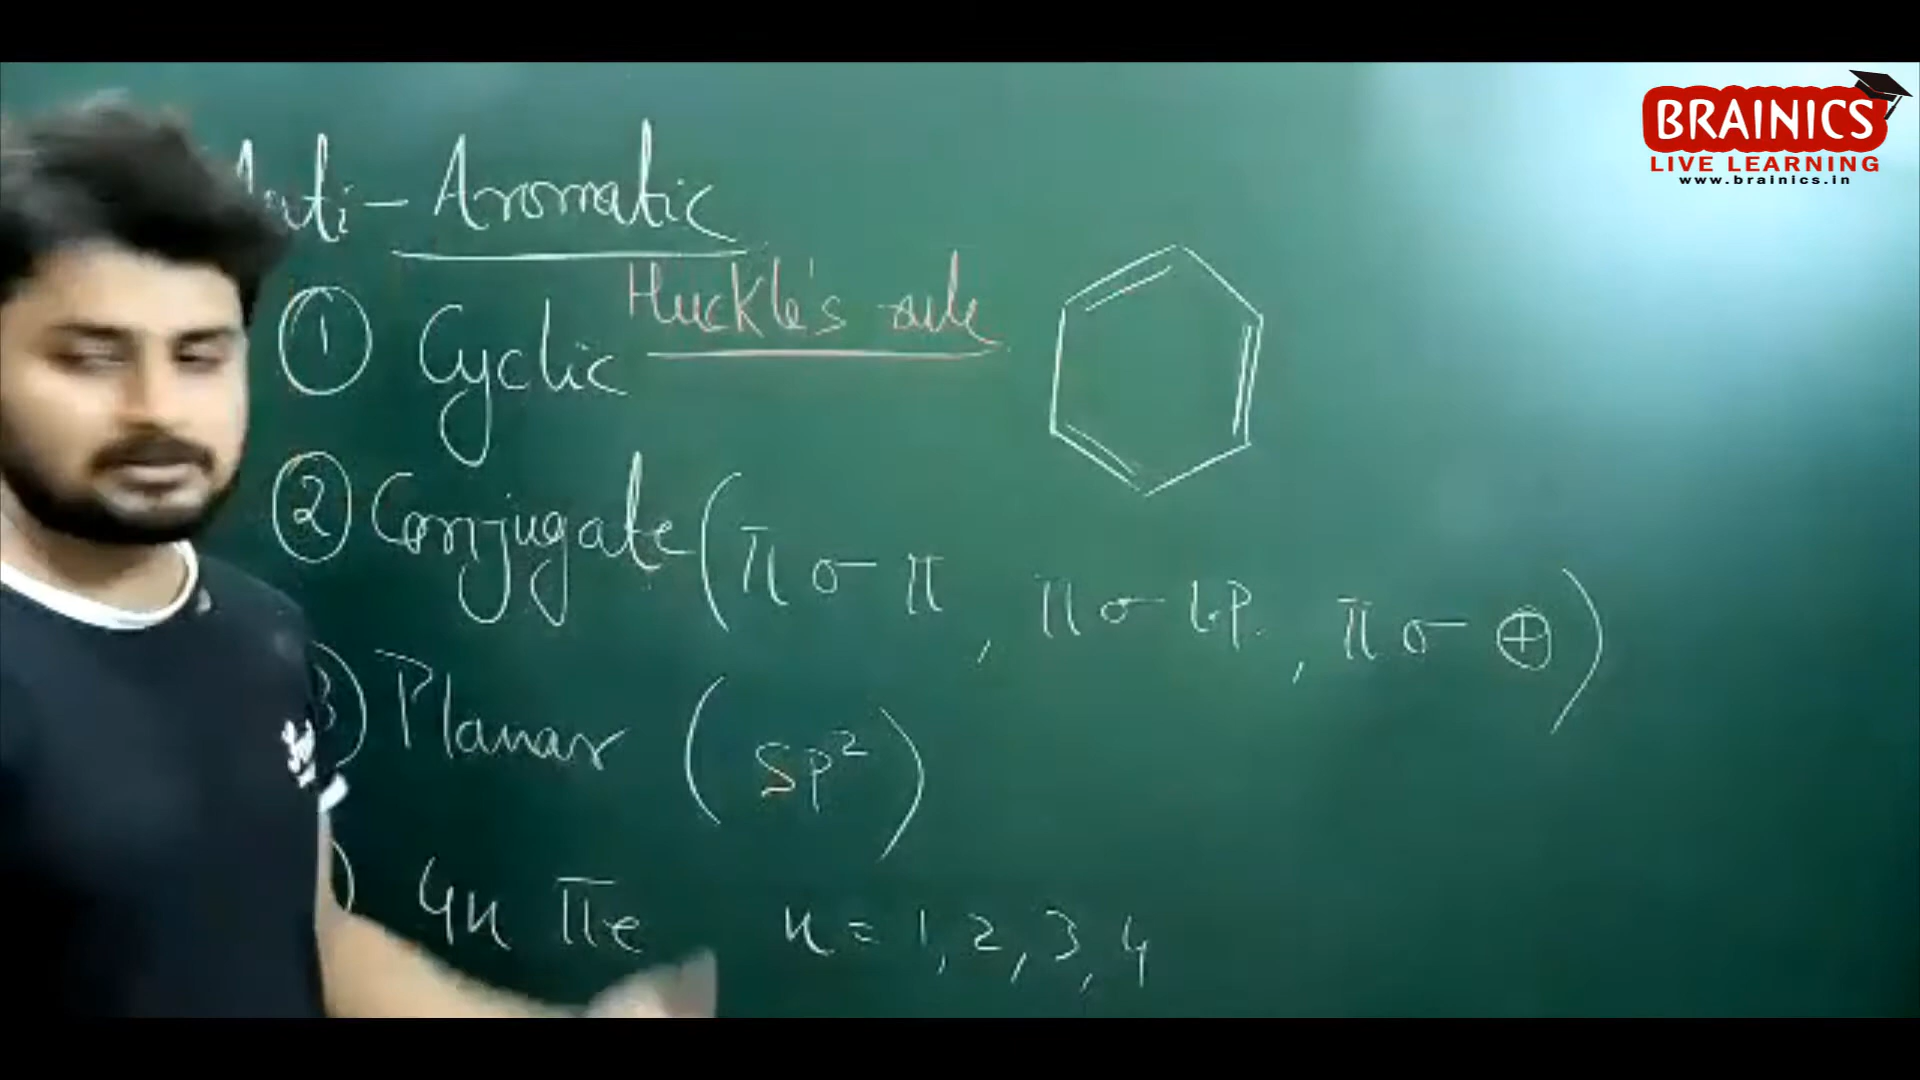 Anti-Aromatic
Huckle's rule
① Cyclic
② Conjugate (π σ π, π σ l.P., π σ ⊕)
3) Planar (SP²)
) 4n πe n = 1, 2, 3, 4
BRAINICS
LIVE LEARNING
www.brainics.in